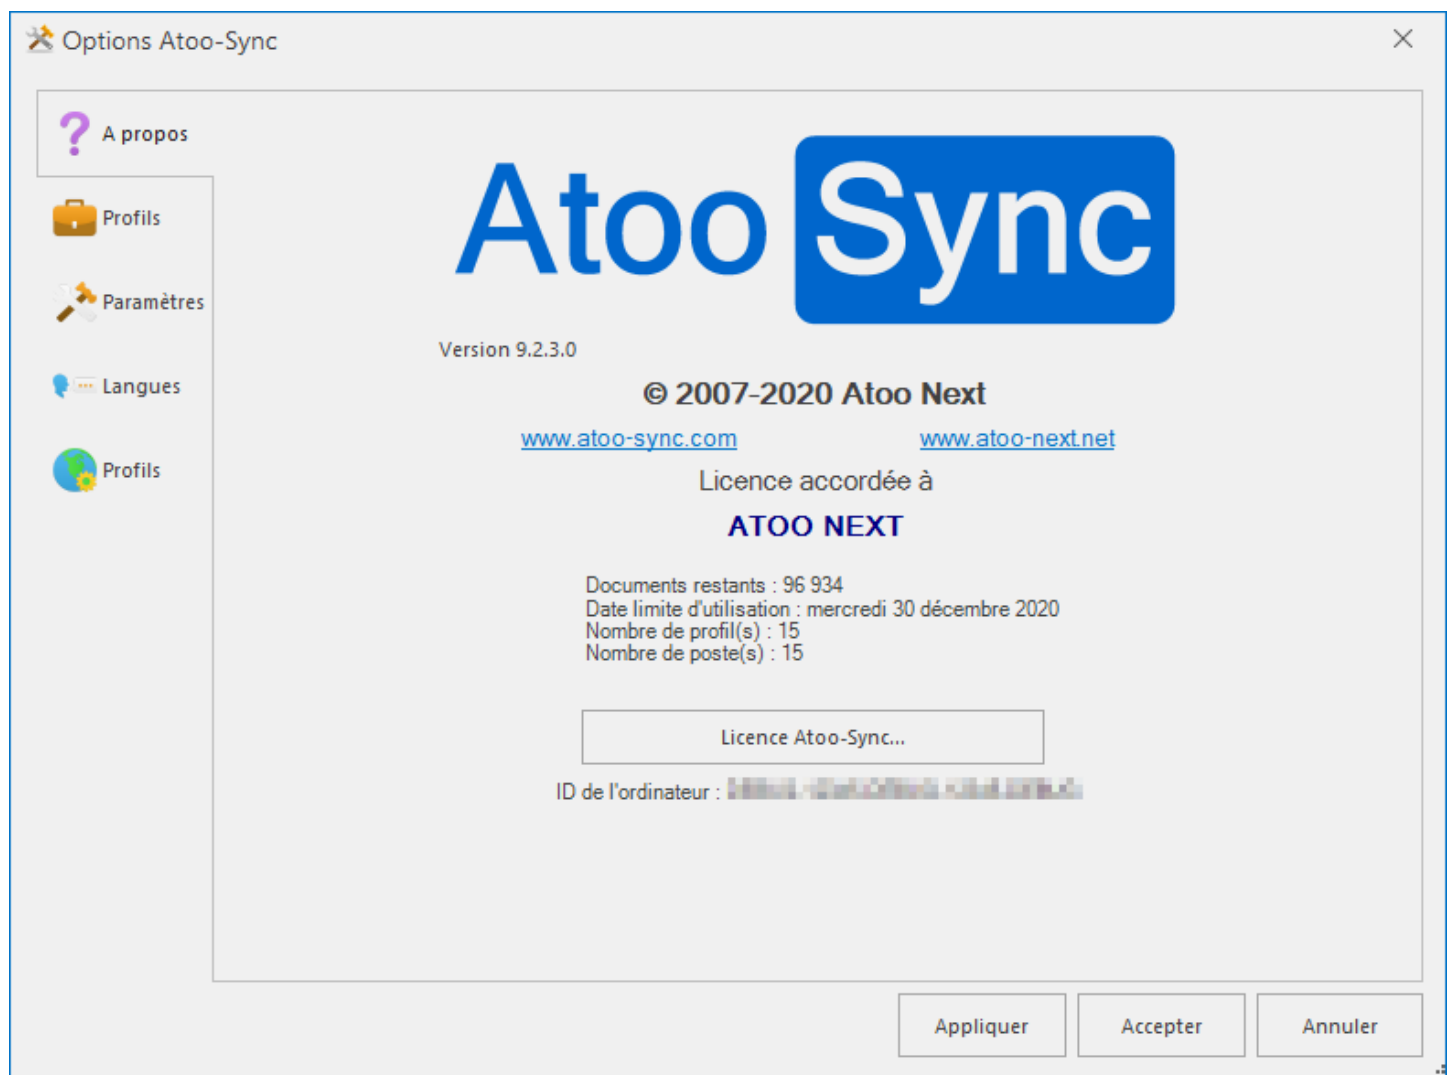 Options Atoo-Sync
A propos
Profils
Paramètres
Langues
Profils
Atoo Sync
Version 9.2.3.0
© 2007-2020 Atoo Next
www.atoo-sync.com www.atoo-next.net
Licence accordée à
ATOO NEXT
Documents restants : 96 934
Date limite d'utilisation : mercredi 30 décembre 2020
Nombre de profil(s) : 15
Nombre de poste(s) : 15
Licence Atoo-Sync...
ID de l'ordinateur :
Appliquer Accepter Annuler